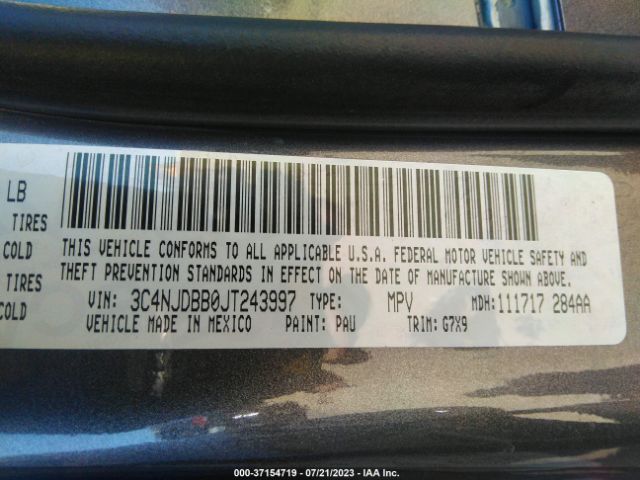 LB
TIRES
COLD
TIRES
COLD
THIS VEHICLE CONFORMS TO ALL APPLICABLE U.S.A. FEDERAL MOTOR VEHICLE SAFETY AND
THEFT PREVENTION STANDARDS IN EFFECT ON THE DATE OF MANUFACTURE SHOWN ABOVE.
VIN: 3C4NJDBB0JT243997 TYPE: MPV MDH:111717 284AA
VEHICLE MADE IN MEXICO PAINT: PAU TRIM: G7X9
000-37154719 - 07/21/2023 - IAA Inc.